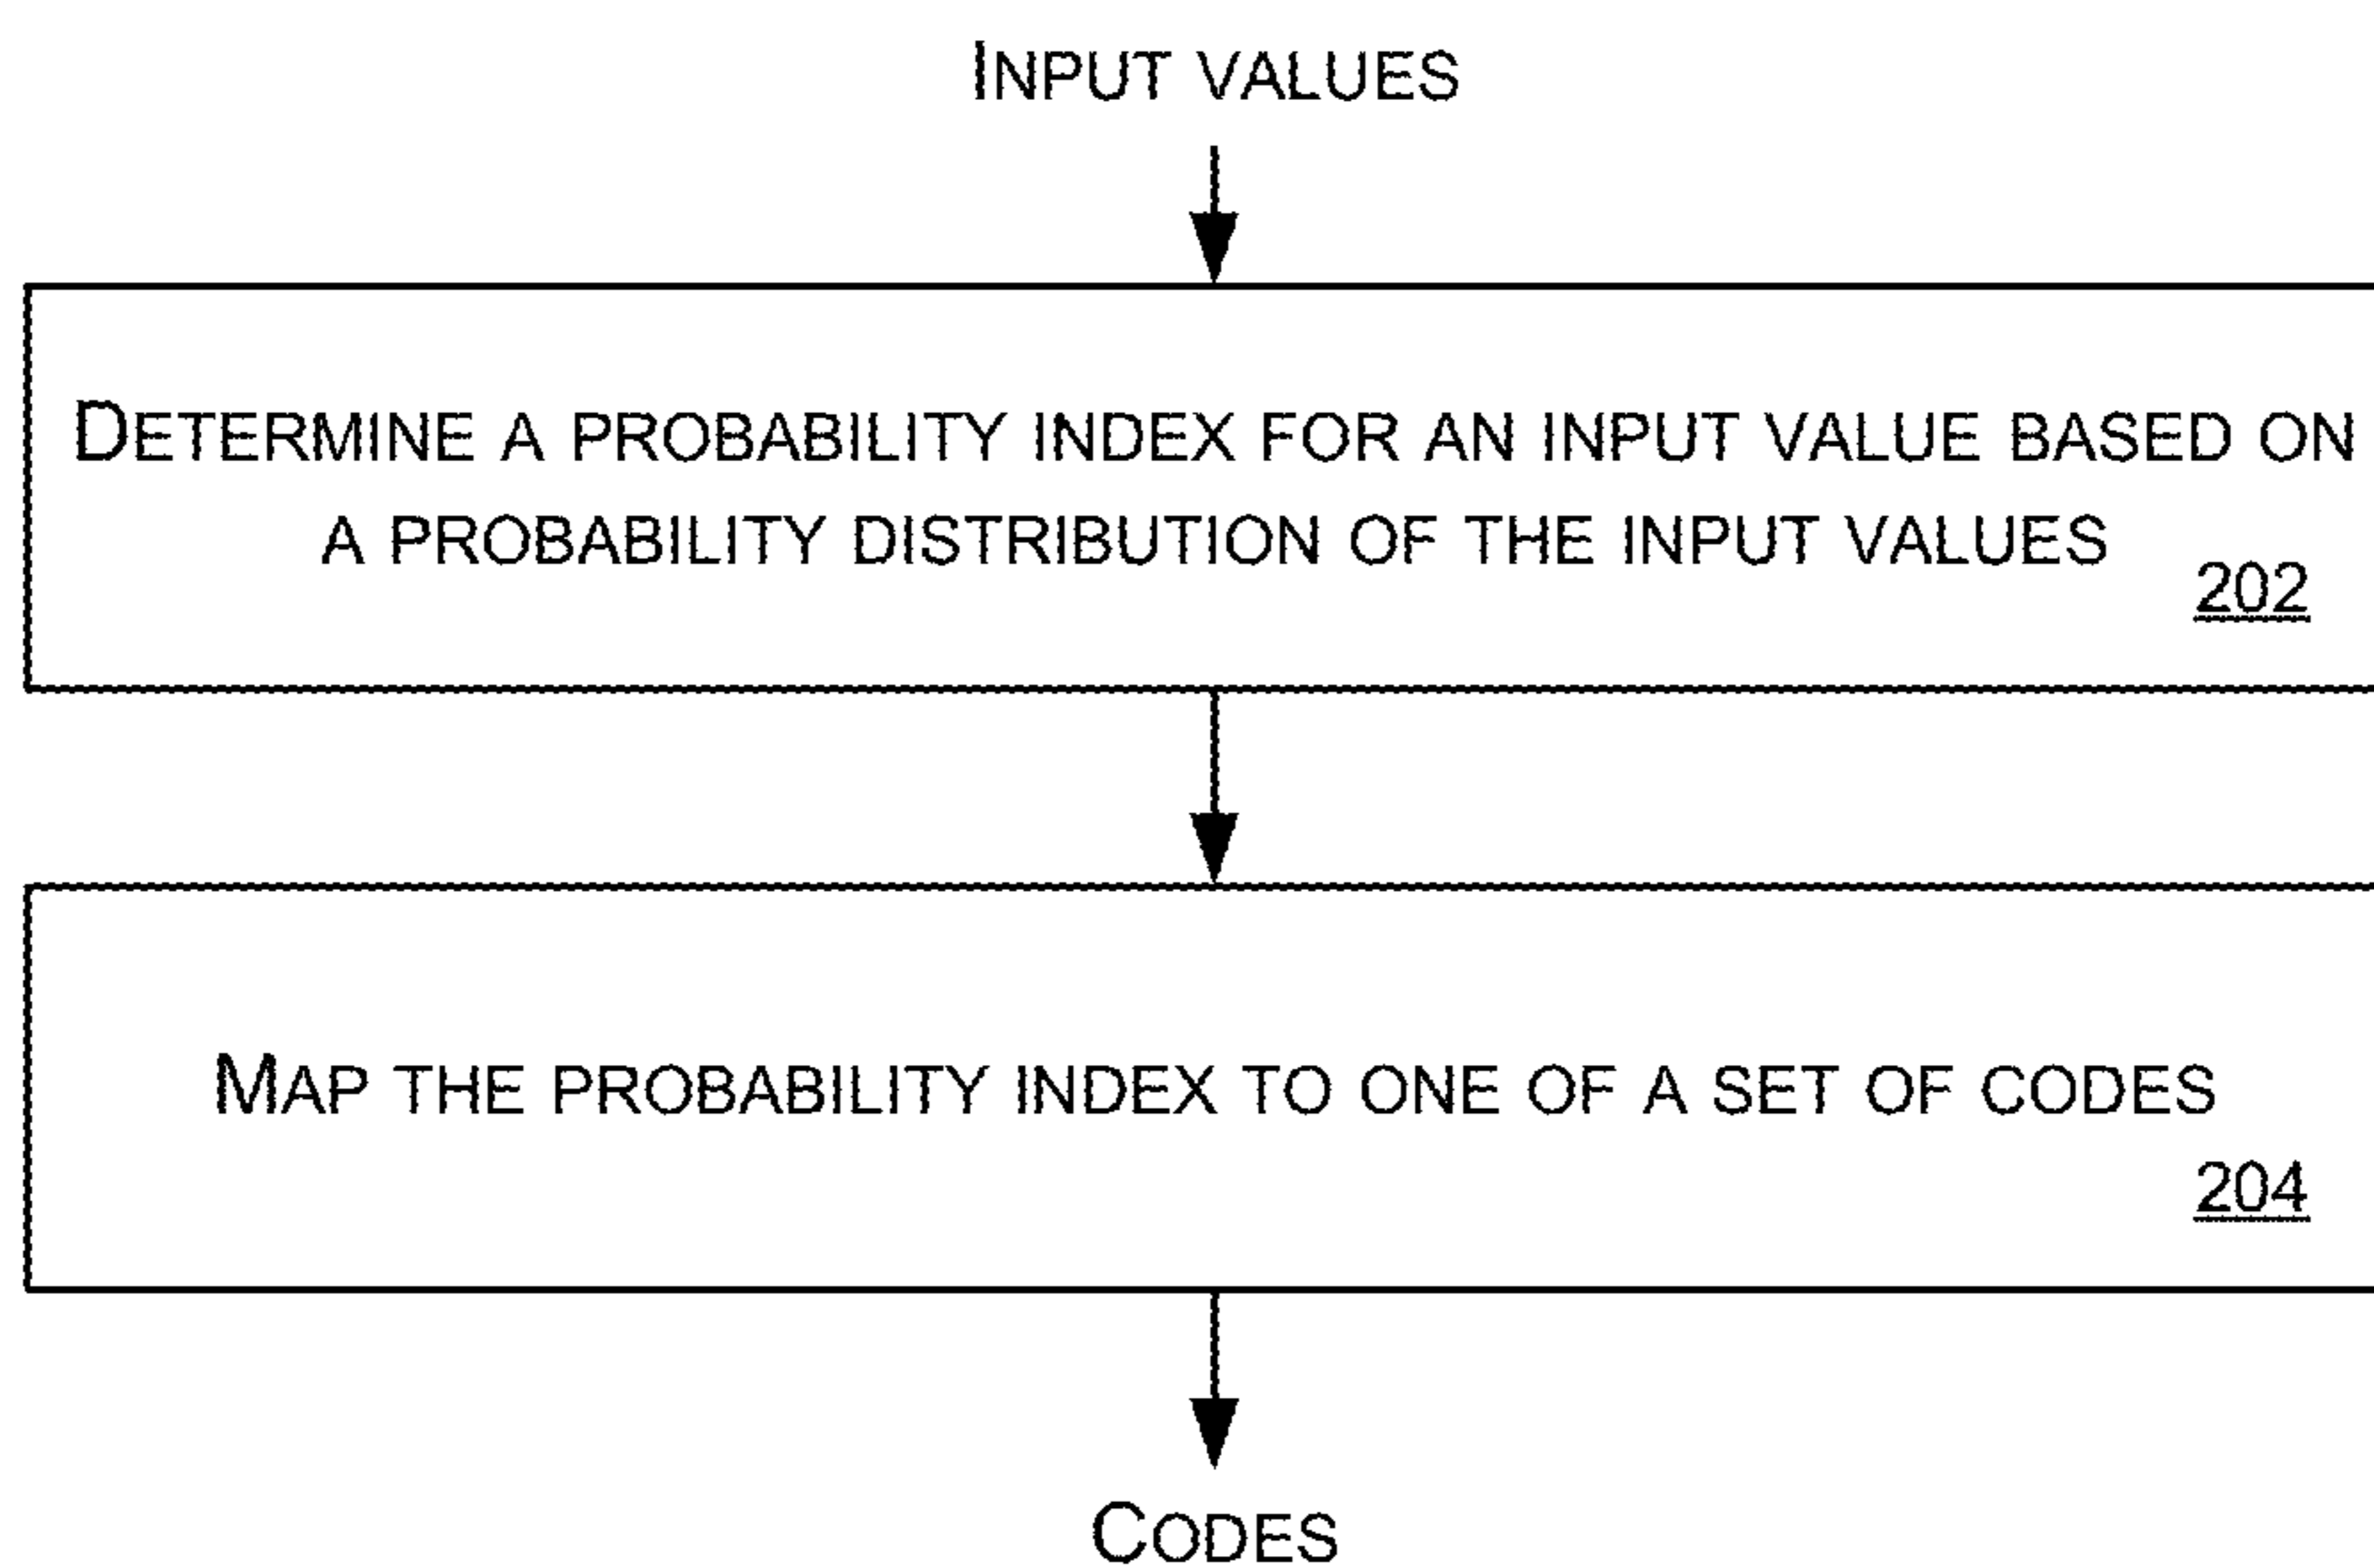 INPUT VALUES
DETERMINE A PROBABILITY INDEX FOR AN INPUT VALUE BASED ON
A PROBABILITY DISTRIBUTION OF THE INPUT VALUES
202
MAP THE PROBABILITY INDEX TO ONE OF A SET OF CODES
204
CODES